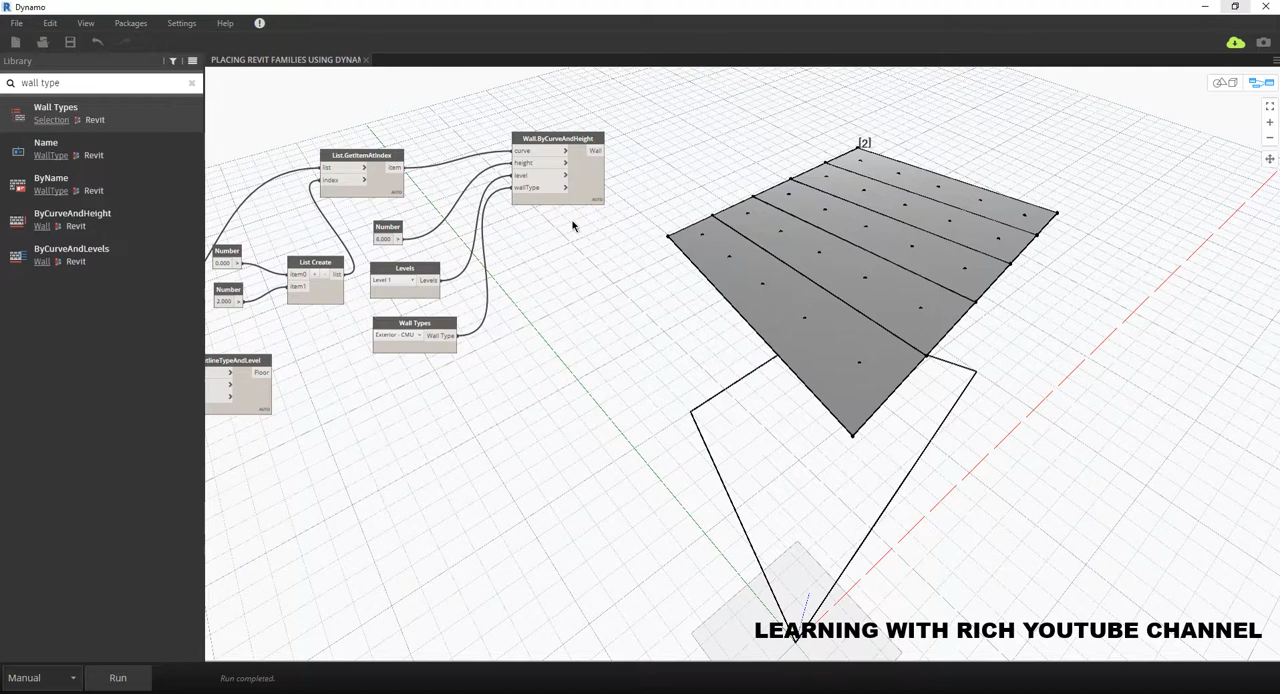 Dynamo
File Edit View Packages Settings Help
Library
PLACING REVIT FAMILIES USING DYNAM
wall type
Wall Types
Selection Revit
Name
WallType Revit
ByName
WallType Revit
ByCurveAndHeight
Wall Revit
ByCurveAndLevels
Wall Revit
List.GetItemAtIndex
list > item
index >
AUTO
Wall.ByCurveAndHeight
curve > Wall
height >
level >
wallType >
AUTO
Number
6.000 >
Number
0.000 >
Number
2.000 >
List Create
item0 + - list
item1
Levels
Level 1 Levels
Wall Types
Exterior - CMU Wall Type
tlineTypeAndLevel
> Floor
>
>
AUTO
[2]
LEARNING WITH RICH YOUTUBE CHANNEL
Manual Run Run completed.